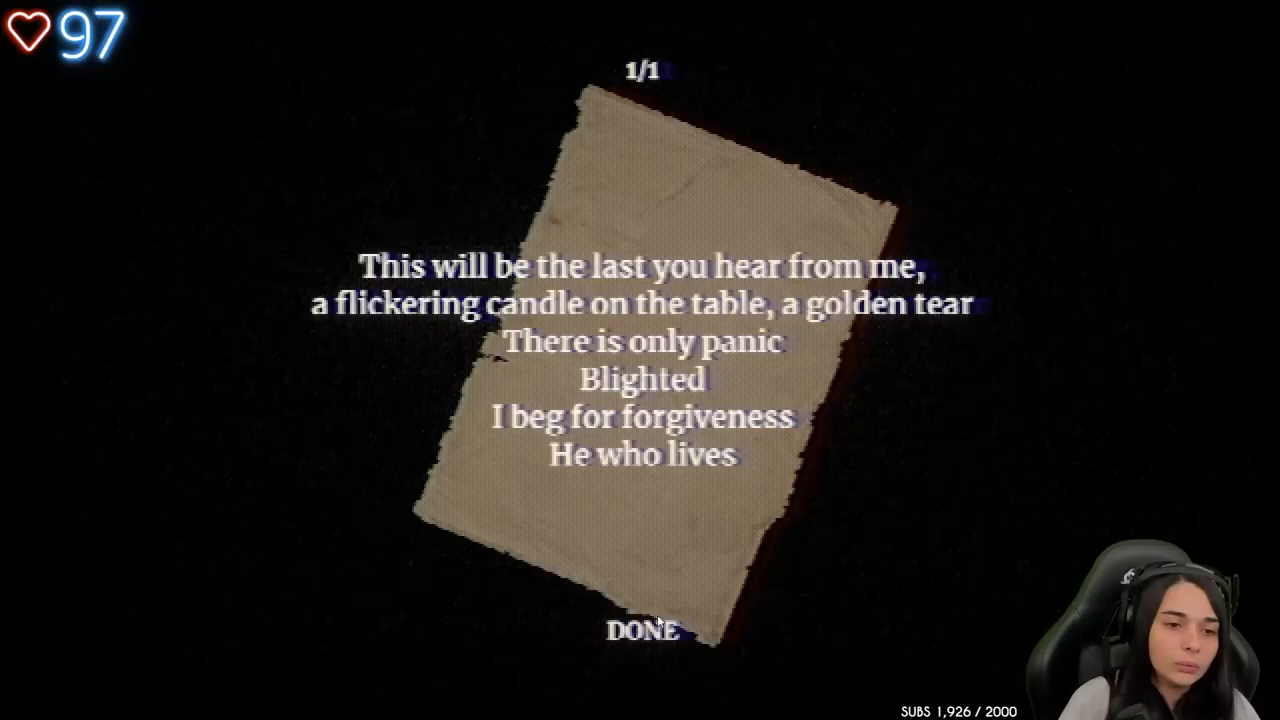 97
1/1
This will be the last you hear from me,
a flickering candle on the table, a golden tear
There is only panic
Blighted
I beg for forgiveness
He who lives
DONE
SUBS 1,926 / 2000